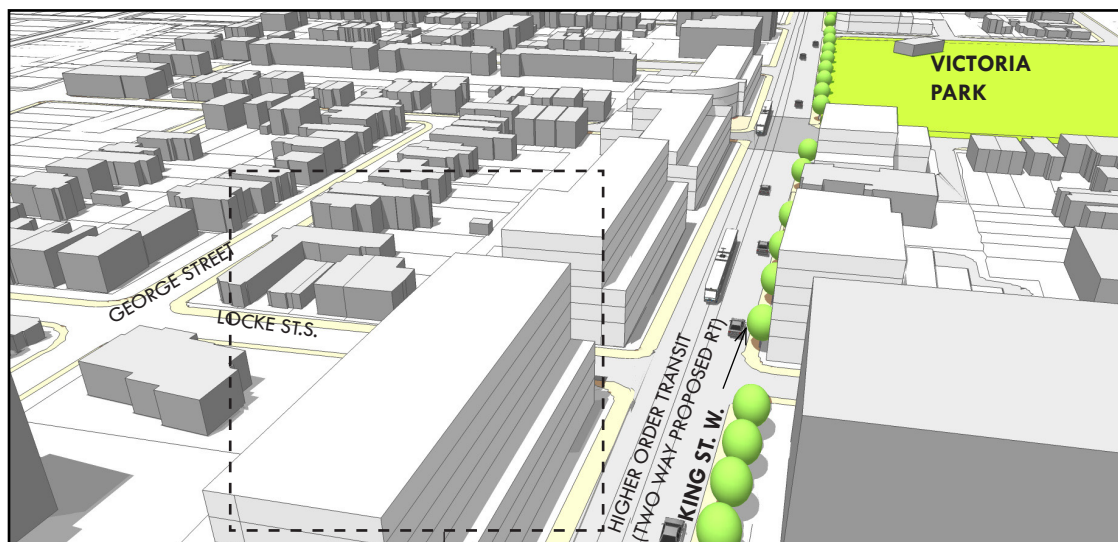 VICTORIA
PARK
GEORGE STREET
LOCKE ST.S.
HIGHER ORDER TRANSIT
(TWO WAY PROPOSED RT)
KING ST. W.